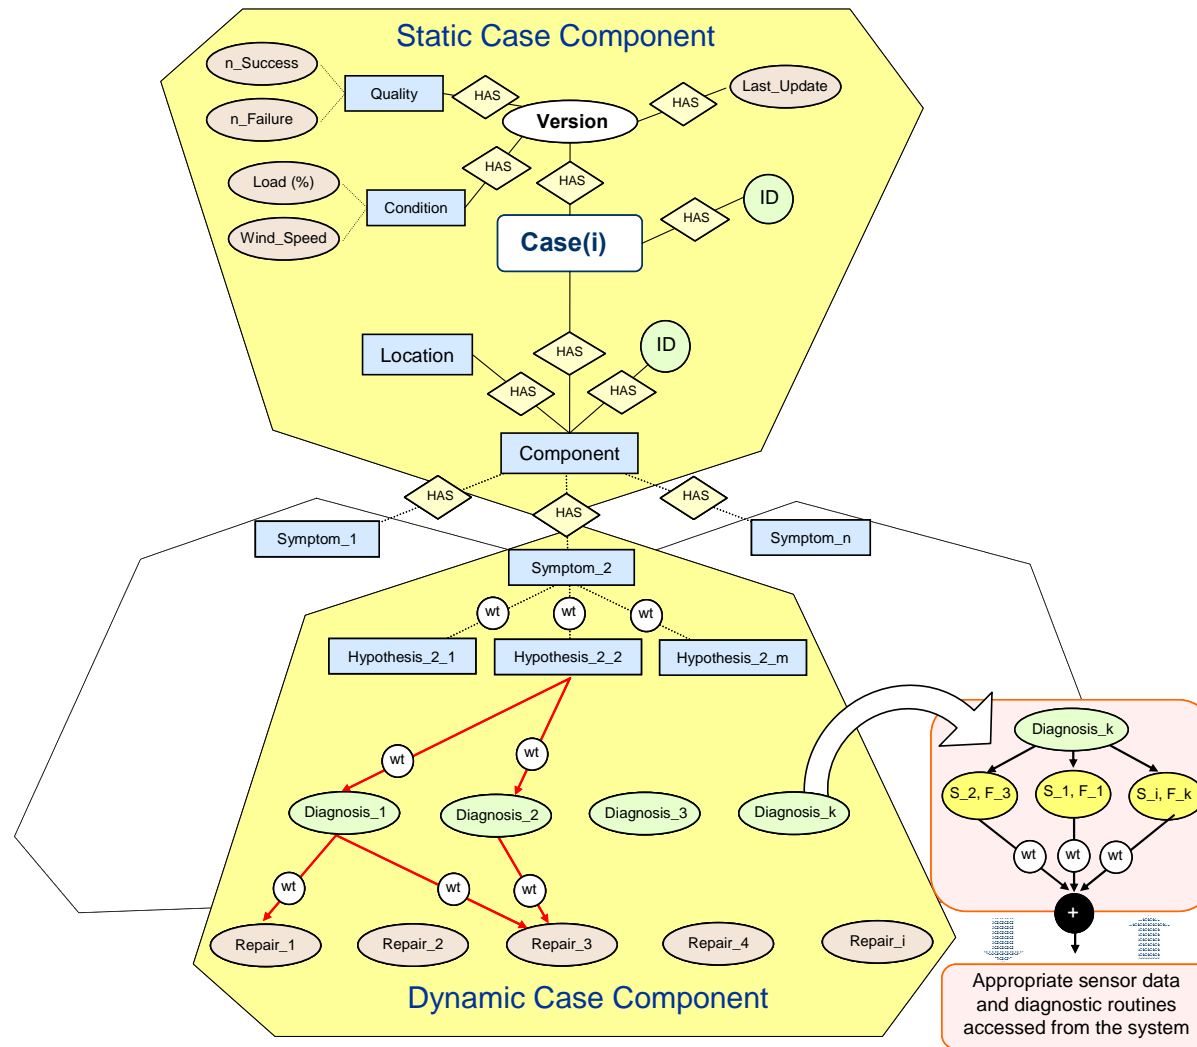 Static Case Component
n_Success
Quality
HAS
HAS
Last_Update
n_Failure
Version
Load (%)
HAS
HAS
ID
Condition
HAS
Wind_Speed
Case(i)
Location
HAS
ID
HAS
HAS
Component
HAS
HAS
HAS
Symptom_1
Symptom_n
Symptom_2
wt
wt
wt
Hypothesis_2_1
Hypothesis_2_2
Hypothesis_2_m
Diagnosis_k
wt
wt
S_2, F_3
S_1, F_1
S_i, F_k
Diagnosis_1
Diagnosis_2
Diagnosis_3
Diagnosis_k
wt
wt
wt
wt
wt
wt
+
Repair_1
Repair_2
Repair_3
Repair_4
Repair_i
Dynamic Case Component
Appropriate sensor data
and diagnostic routines
accessed from the system